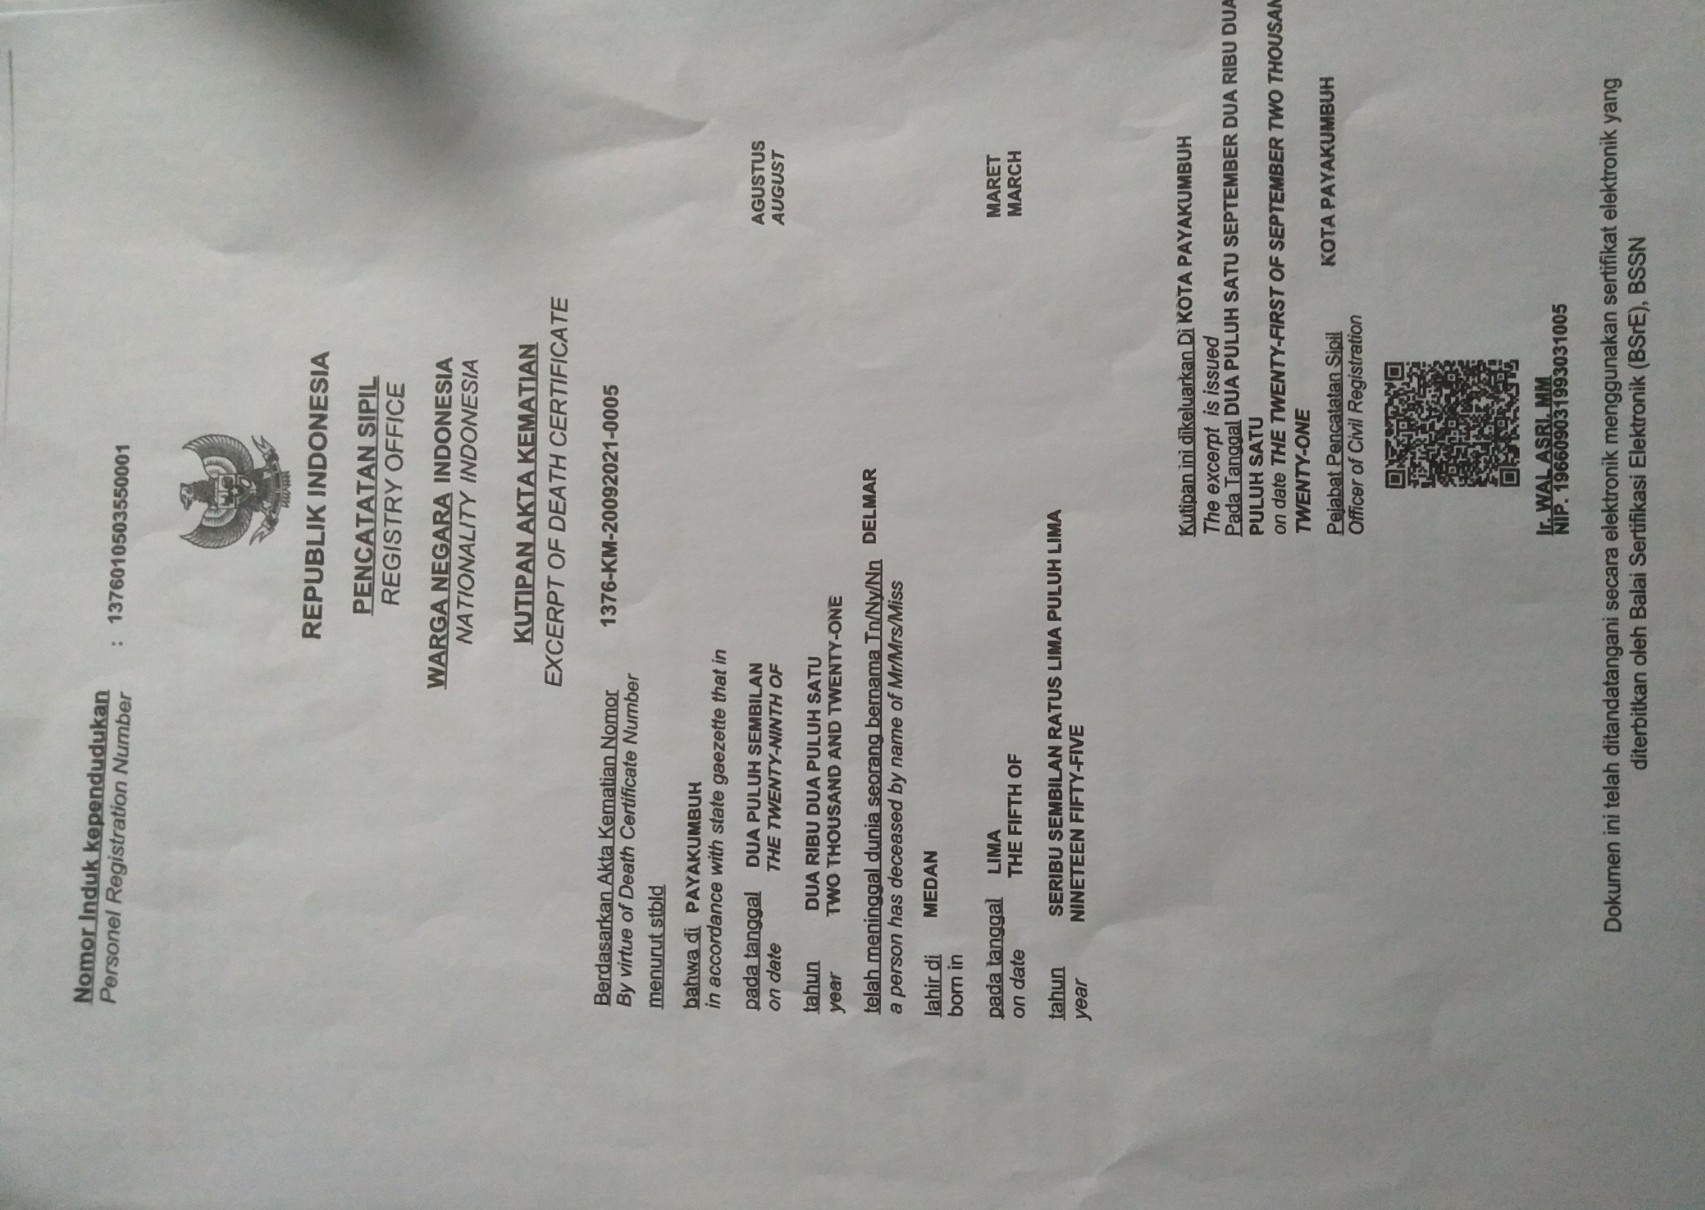 Nomor Induk kependudukan
Personel Registration Number : 1376010503550001
REPUBLIK INDONESIA
PENCATATAN SIPIL
REGISTRY OFFICE
WARGA NEGARA INDONESIA
NATIONALITY INDONESIA
KUTIPAN AKTA KEMATIAN
EXCERPT OF DEATH CERTIFICATE
Berdasarkan Akta Kematian Nomor 1376-KM-20092021-0005
By virtue of Death Certificate Number
menurut stbld
bahwa di PAYAKUMBUH
in accordance with state gaezette that in
pada tanggal DUA PULUH SEMBILAN AGUSTUS
on date THE TWENTY-NINTH OF AUGUST
tahun DUA RIBU DUA PULUH SATU
year TWO THOUSAND AND TWENTY-ONE
telah meninggal dunia seorang bernama Tn/Ny/Nn DELMAR
a person has deceased by name of Mr/Mrs/Miss
lahir di MEDAN
born in
pada tanggal LIMA MARET
on date THE FIFTH OF MARCH
tahun SERIBU SEMBILAN RATUS LIMA PULUH LIMA
year NINETEEN FIFTY-FIVE
Kutipan ini dikeluarkan Di KOTA PAYAKUMBUH
The excerpt is issued
Pada Tanggal DUA PULUH SATU SEPTEMBER DUA RIBU DUA
PULUH SATU
on date THE TWENTY-FIRST OF SEPTEMBER TWO THOUSAN
TWENTY-ONE
Pejabat Pencatatan Sipil KOTA PAYAKUMBUH
Officer of Civil Registration
Ir. WAL ASRI, MM
NIP. 196609031993031005
Dokumen ini telah ditandatangani secara elektronik menggunakan sertifikat elektronik yang
diterbitkan oleh Balai Sertifikasi Elektronik (BSrE), BSSN